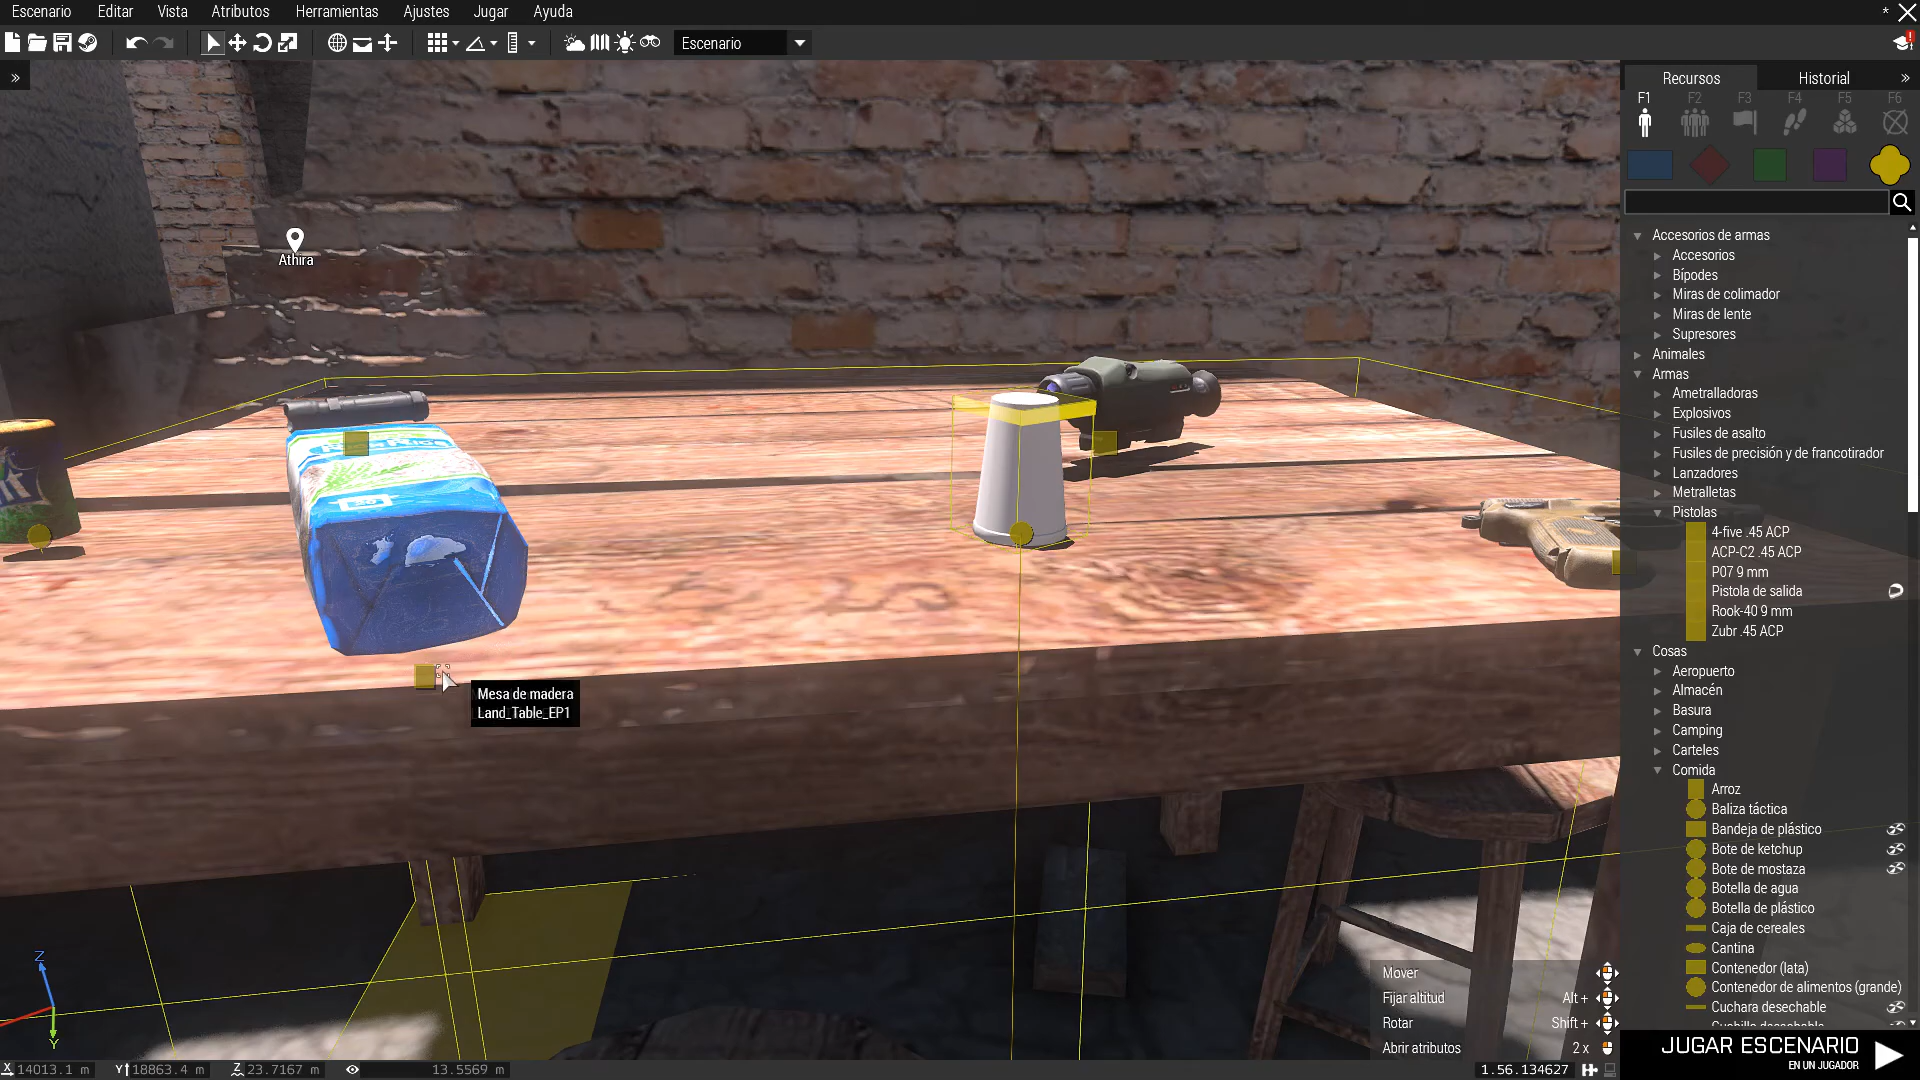 Escenario Editar Vista Atributos Herramientas Ajustes Jugar Ayuda
Escenario
Athira
Mesa de madera
Land_Table_EP1
Recursos Historial
F1 F2 F3 F4 F5 F6
Accesorios de armas
Accesorios
Bípodes
Miras de colimador
Miras de lente
Supresores
Animales
Armas
Ametralladoras
Explosivos
Fusiles de asalto
Fusiles de precisión y de francotirador
Lanzadores
Metralletas
Pistolas
4-five .45 ACP
ACP-C2 .45 ACP
P07 9 mm
Pistola de salida
Rook-40 9 mm
Zubr .45 ACP
Cosas
Aeropuerto
Almacén
Basura
Camping
Carteles
Comida
Arroz
Baliza táctica
Bandeja de plástico
Bote de ketchup
Bote de mostaza
Botella de agua
Botella de plástico
Caja de cereales
Cantina
Contenedor (lata)
Contenedor de alimentos (grande)
Cuchara desechable
Mover
Fijar altitud Alt +
Rotar Shift +
Abrir atributos 2 x
Z
Y
X 14013.1 m Y 18863.4 m Z 23.7167 m 13.5569 m
1.56.134627
JUGAR ESCENARIO
EN UN JUGADOR